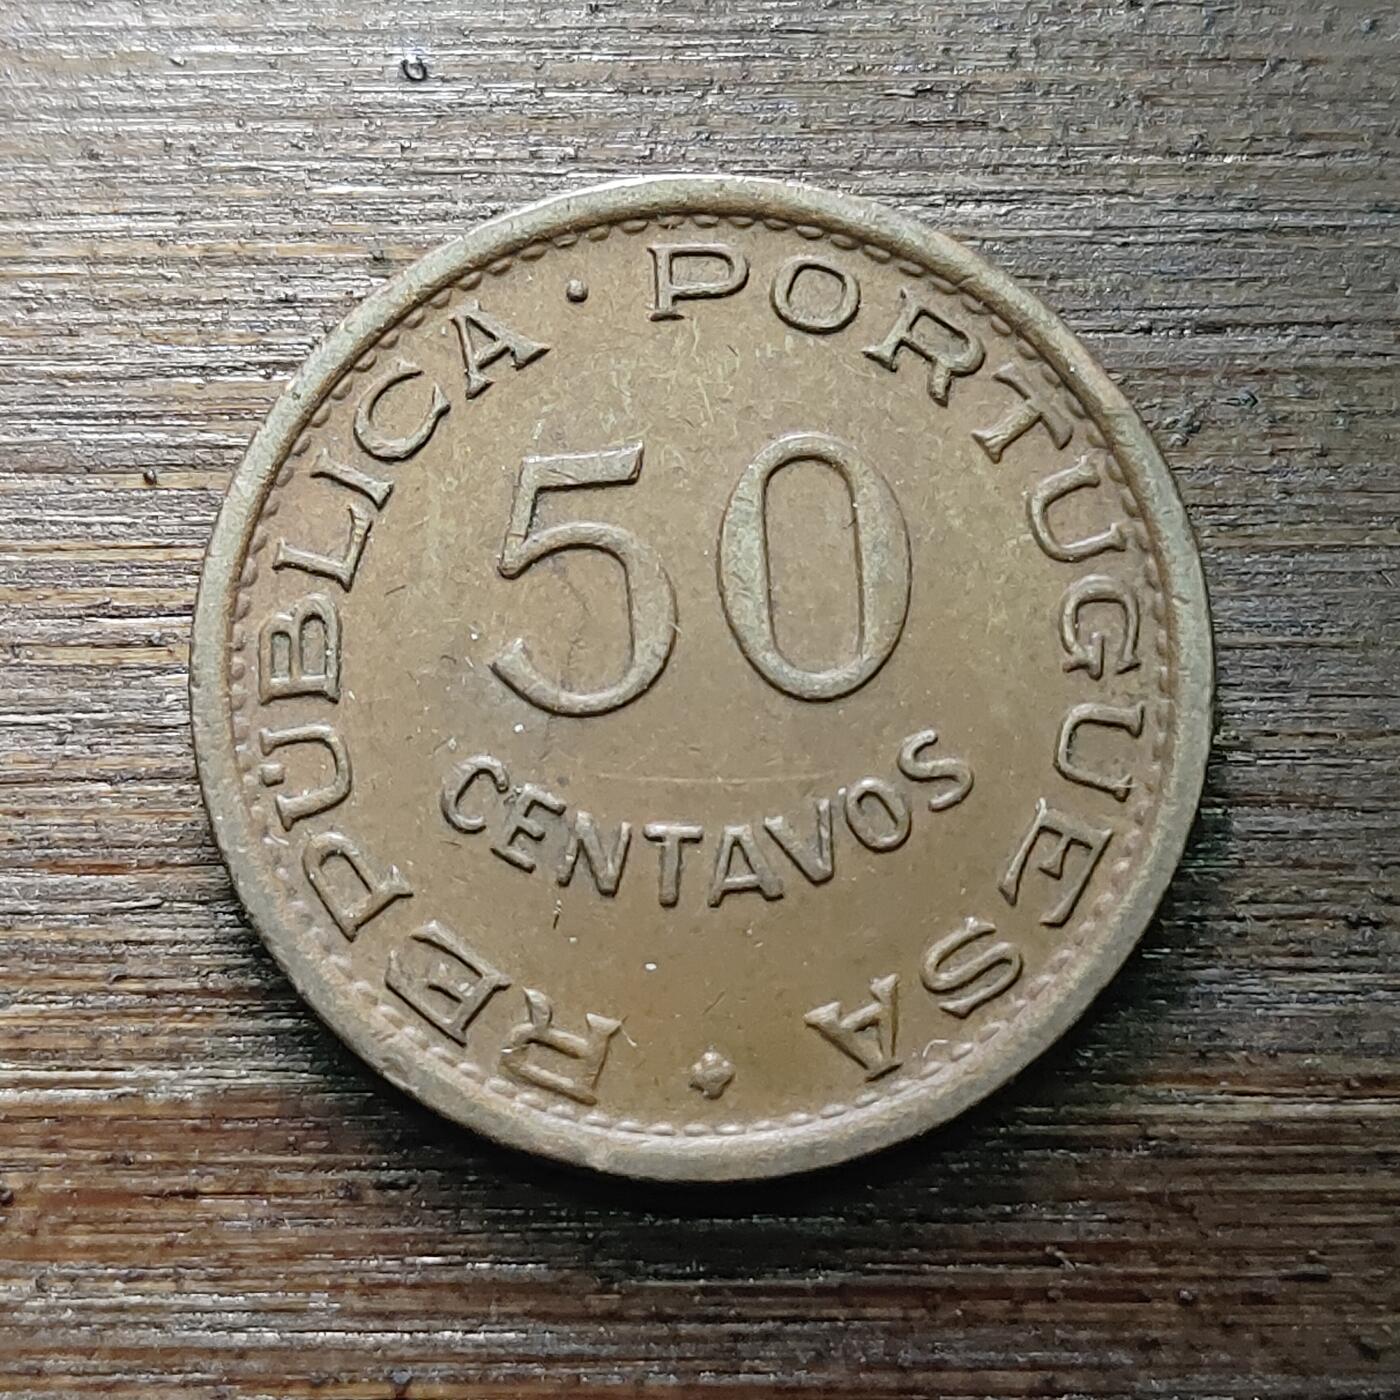 REPÚBLICA · PORTUGUESA
50
CENTAVOS